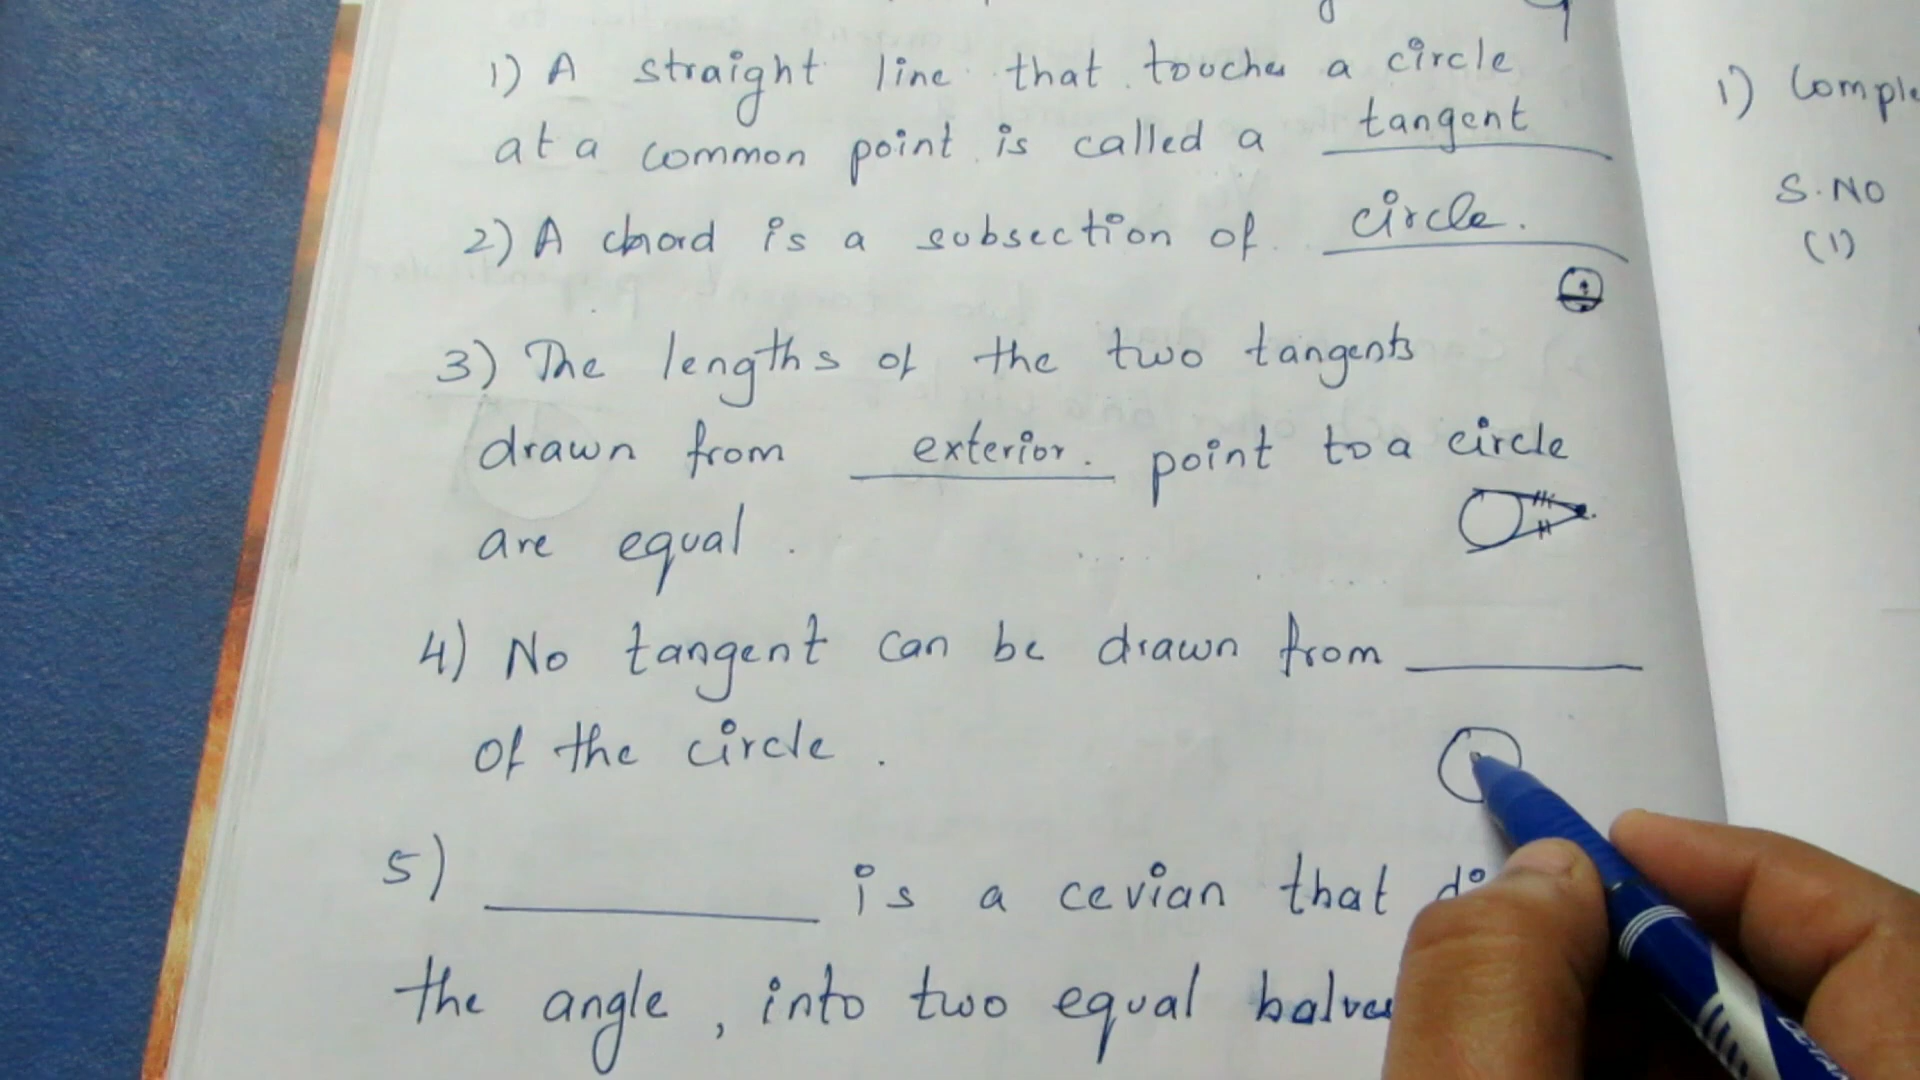 1) A straight line that touches a circle
at a common point is called a tangent
2) A chord is a subsection of circle.
3) The lengths of the two tangents
drawn from exterior. point to a circle
are equal.
4) No tangent can be drawn from
of the circle.
5) is a cevian that
the angle, into two equal halves
1)
S.NO
(1)